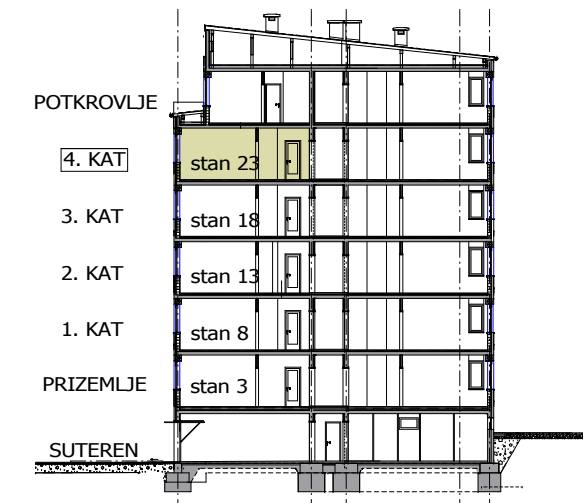 POTKROVLJE
4. KAT stan 23
3. KAT stan 18
2. KAT stan 13
1. KAT stan 8
PRIZEMLJE stan 3
SUTEREN